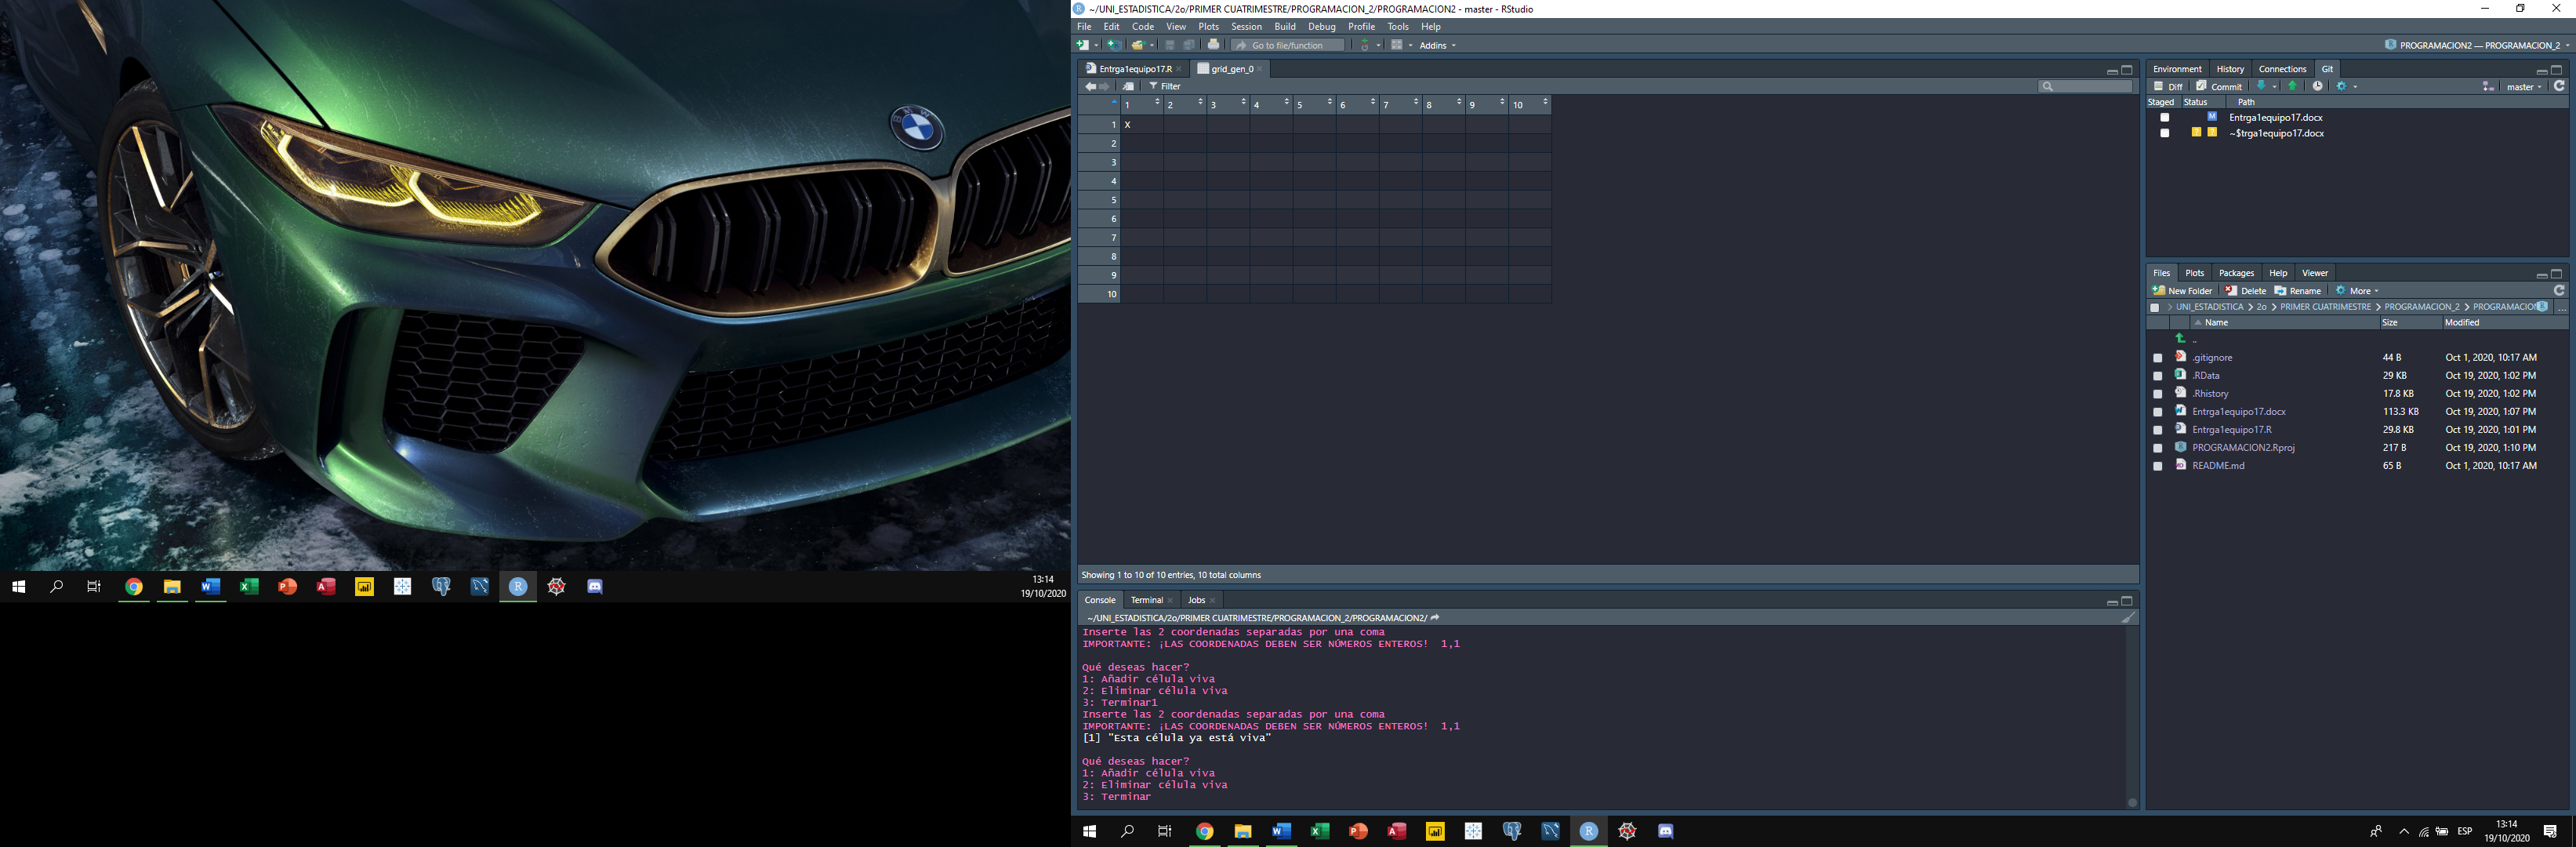 BMW
13:14
19/10/2020
~/UNI_ESTADISTICA/2o/PRIMER CUATRIMESTRE/PROGRAMACION_2/PROGRAMACION2 - master - RStudio
File Edit Code View Plots Session Build Debug Profile Tools Help
Go to file/function Addins PROGRAMACION2 — PROGRAMACION_2
Entrga1equipo17.R grid_gen_0
Filter
1 2 3 4 5 6 7 8 9 10
1 X
2
3
4
5
6
7
8
9
10
Showing 1 to 10 of 10 entries, 10 total columns
Console Terminal Jobs
~/UNI_ESTADISTICA/2o/PRIMER CUATRIMESTRE/PROGRAMACION_2/PROGRAMACION2/
Inserte las 2 coordenadas separadas por una coma
IMPORTANTE: ¡LAS COORDENADAS DEBEN SER NÚMEROS ENTEROS! 1,1
Qué deseas hacer?
1: Añadir célula viva
2: Eliminar célula viva
3: Terminar1
Inserte las 2 coordenadas separadas por una coma
IMPORTANTE: ¡LAS COORDENADAS DEBEN SER NÚMEROS ENTEROS! 1,1
[1] "Esta célula ya está viva"
Qué deseas hacer?
1: Añadir célula viva
2: Eliminar célula viva
3: Terminar
Environment History Connections Git
Diff Commit master
Staged Status Path
M Entrga1equipo17.docx
? ? ~$trga1equipo17.docx
Files Plots Packages Help Viewer
New Folder Delete Rename More
UNI_ESTADISTICA > 2o > PRIMER CUATRIMESTRE > PROGRAMACION_2 > PROGRAMACION ...
Name Size Modified
..
.gitignore 44 B Oct 1, 2020, 10:17 AM
.RData 29 KB Oct 19, 2020, 1:02 PM
.Rhistory 17.8 KB Oct 19, 2020, 1:02 PM
Entrga1equipo17.docx 113.3 KB Oct 19, 2020, 1:07 PM
Entrga1equipo17.R 29.8 KB Oct 19, 2020, 1:01 PM
PROGRAMACION2.Rproj 217 B Oct 19, 2020, 1:10 PM
README.md 65 B Oct 1, 2020, 10:17 AM
ESP
13:14
19/10/2020